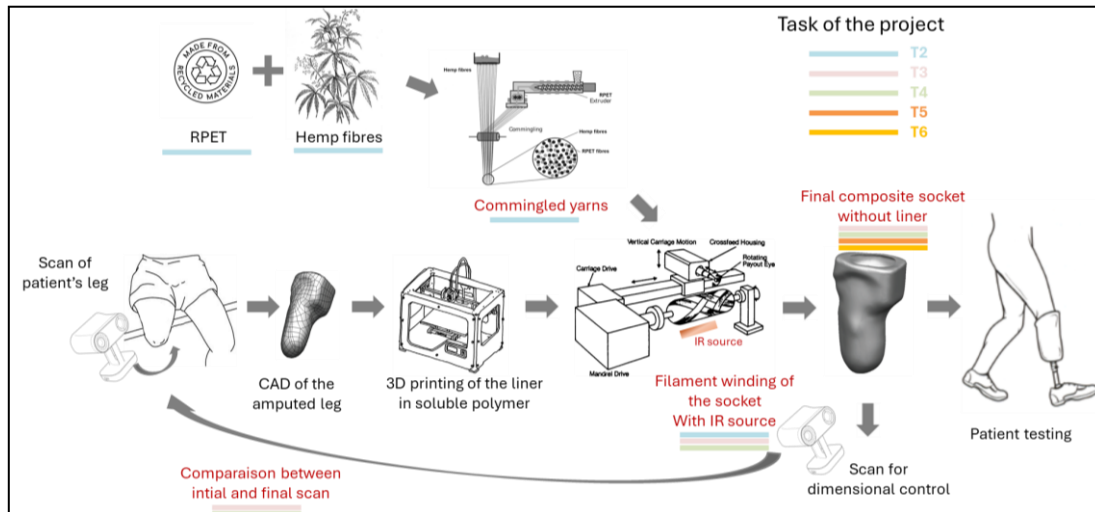 Task of the project
T2
T3
T4
T5
T6
MADE FROM
RECYCLED MATERIALS
RPET
Hemp fibres
Hemp fibres
RPET
Extruder
Commingling
Hemp fibres
RPET fibres
Commingled yarns
Final composite socket
without liner
Scan of
patient's leg
CAD of the
amputed leg
3D printing of the liner
in soluble polymer
Vertical Carriage Motion
Crossfeed Housing
Rotating
Payout Eye
Carriage Drive
IR source
Mandrel Drive
Filament winding of
the socket
With IR source
Patient testing
Scan for
dimensional control
Comparaison between
intial and final scan